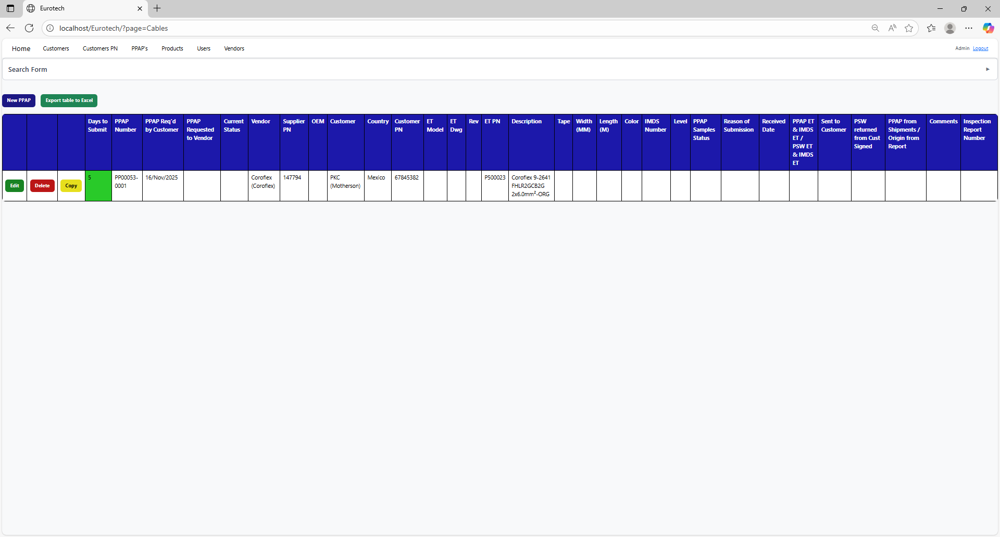 Eurotech
localhost/Eurotech/?page=Cables
Home Customers Customers PN PPAP's Products Users Vendors Admin Logout
Search Form
New PPAP Export table to Excel
Days to Submit
PPAP Number
PPAP Req'd by Customer
PPAP Requested to Vendor
Current Status
Vendor
Supplier PN
OEM
Customer
Country
Customer PN
ET Model
ET Dwg
Rev
ET PN
Description
Tape
Width (MM)
Length (M)
Color
IMDS Number
Level
PPAP Samples Status
Reason of Submission
Received Date
PPAP ET & IMDS ET / PSW ET & IMDS ET
Sent to Customer
PSW returned from Cust Signed
PPAP from Shipments / Origin from Report
Comments
Inspection Report Number
Edit
Delete
Copy
5
PP00053-0001
16/Nov/2025
Coroflex (Coroflex)
147794
PKC (Motherson)
Mexico
67845382
P500023
Coroflex 9-2641 FHLR2GCB2G 2x6.0mm²-ORG